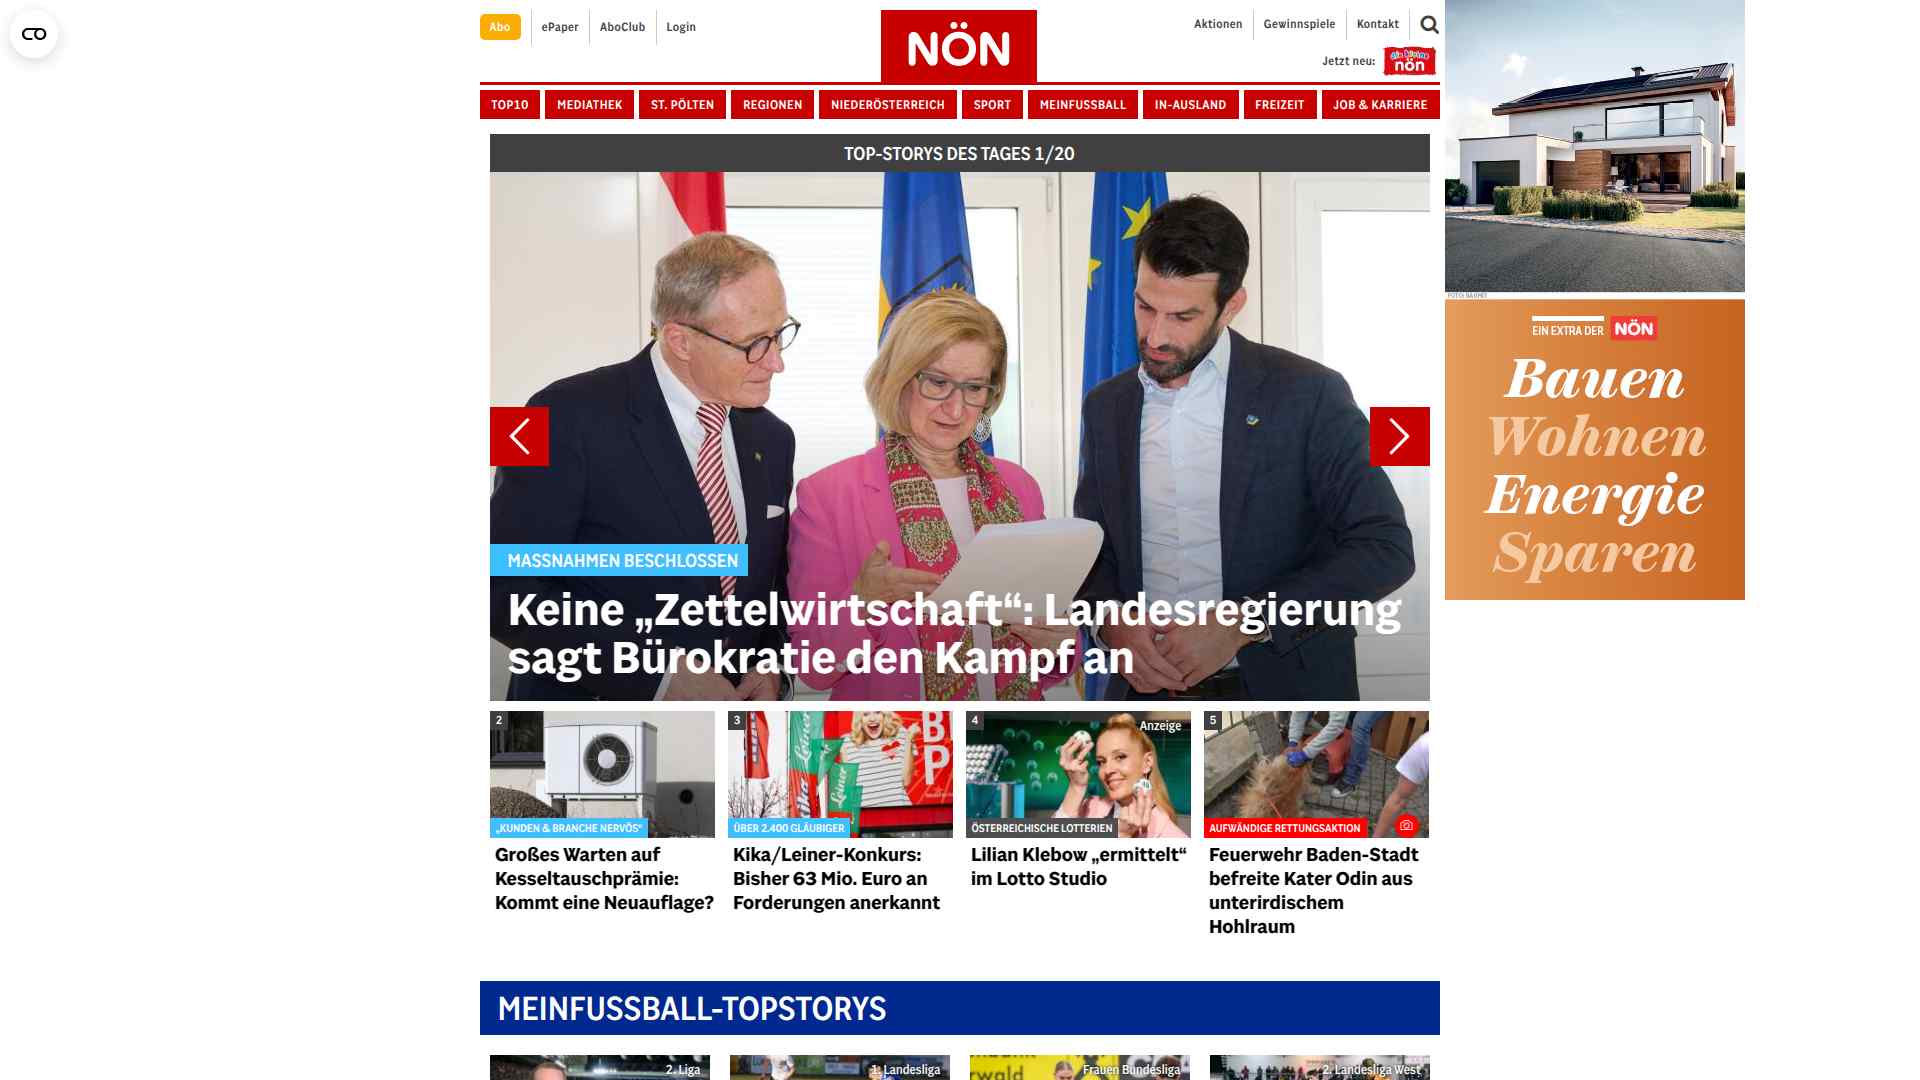 Abo
ePaper
AboClub
Login
NÖN
Aktionen
Gewinnspiele
Kontakt
Jetzt neu:
die kleine
nön
TOP10
MEDIATHEK
ST. PÖLTEN
REGIONEN
NIEDERÖSTERREICH
SPORT
MEINFUSSBALL
IN-AUSLAND
FREIZEIT
JOB & KARRIERE
TOP-STORYS DES TAGES 1/20
MASSNAHMEN BESCHLOSSEN
Keine „Zettelwirtschaft“: Landesregierung
sagt Bürokratie den Kampf an
2
„KUNDEN & BRANCHE NERVÖS“
Großes Warten auf
Kesseltauschprämie:
Kommt eine Neuauflage?
3
Leiner
kika
Leiner
B
P
ÜBER 2.400 GLÄUBIGER
Kika/Leiner-Konkurs:
Bisher 63 Mio. Euro an
Forderungen anerkannt
4
Anzeige
ÖSTERREICHISCHE LOTTERIEN
Lilian Klebow „ermittelt“
im Lotto Studio
5
AUFWÄNDIGE RETTUNGSAKTION
Feuerwehr Baden-Stadt
befreite Kater Odin aus
unterirdischem
Hohlraum
EIN EXTRA DER NÖN
Bauen
Wohnen
Energie
Sparen
MEINFUSSBALL-TOPSTORYS
2. Liga
1. Landesliga
Frauen Bundesliga
2. Landesliga West